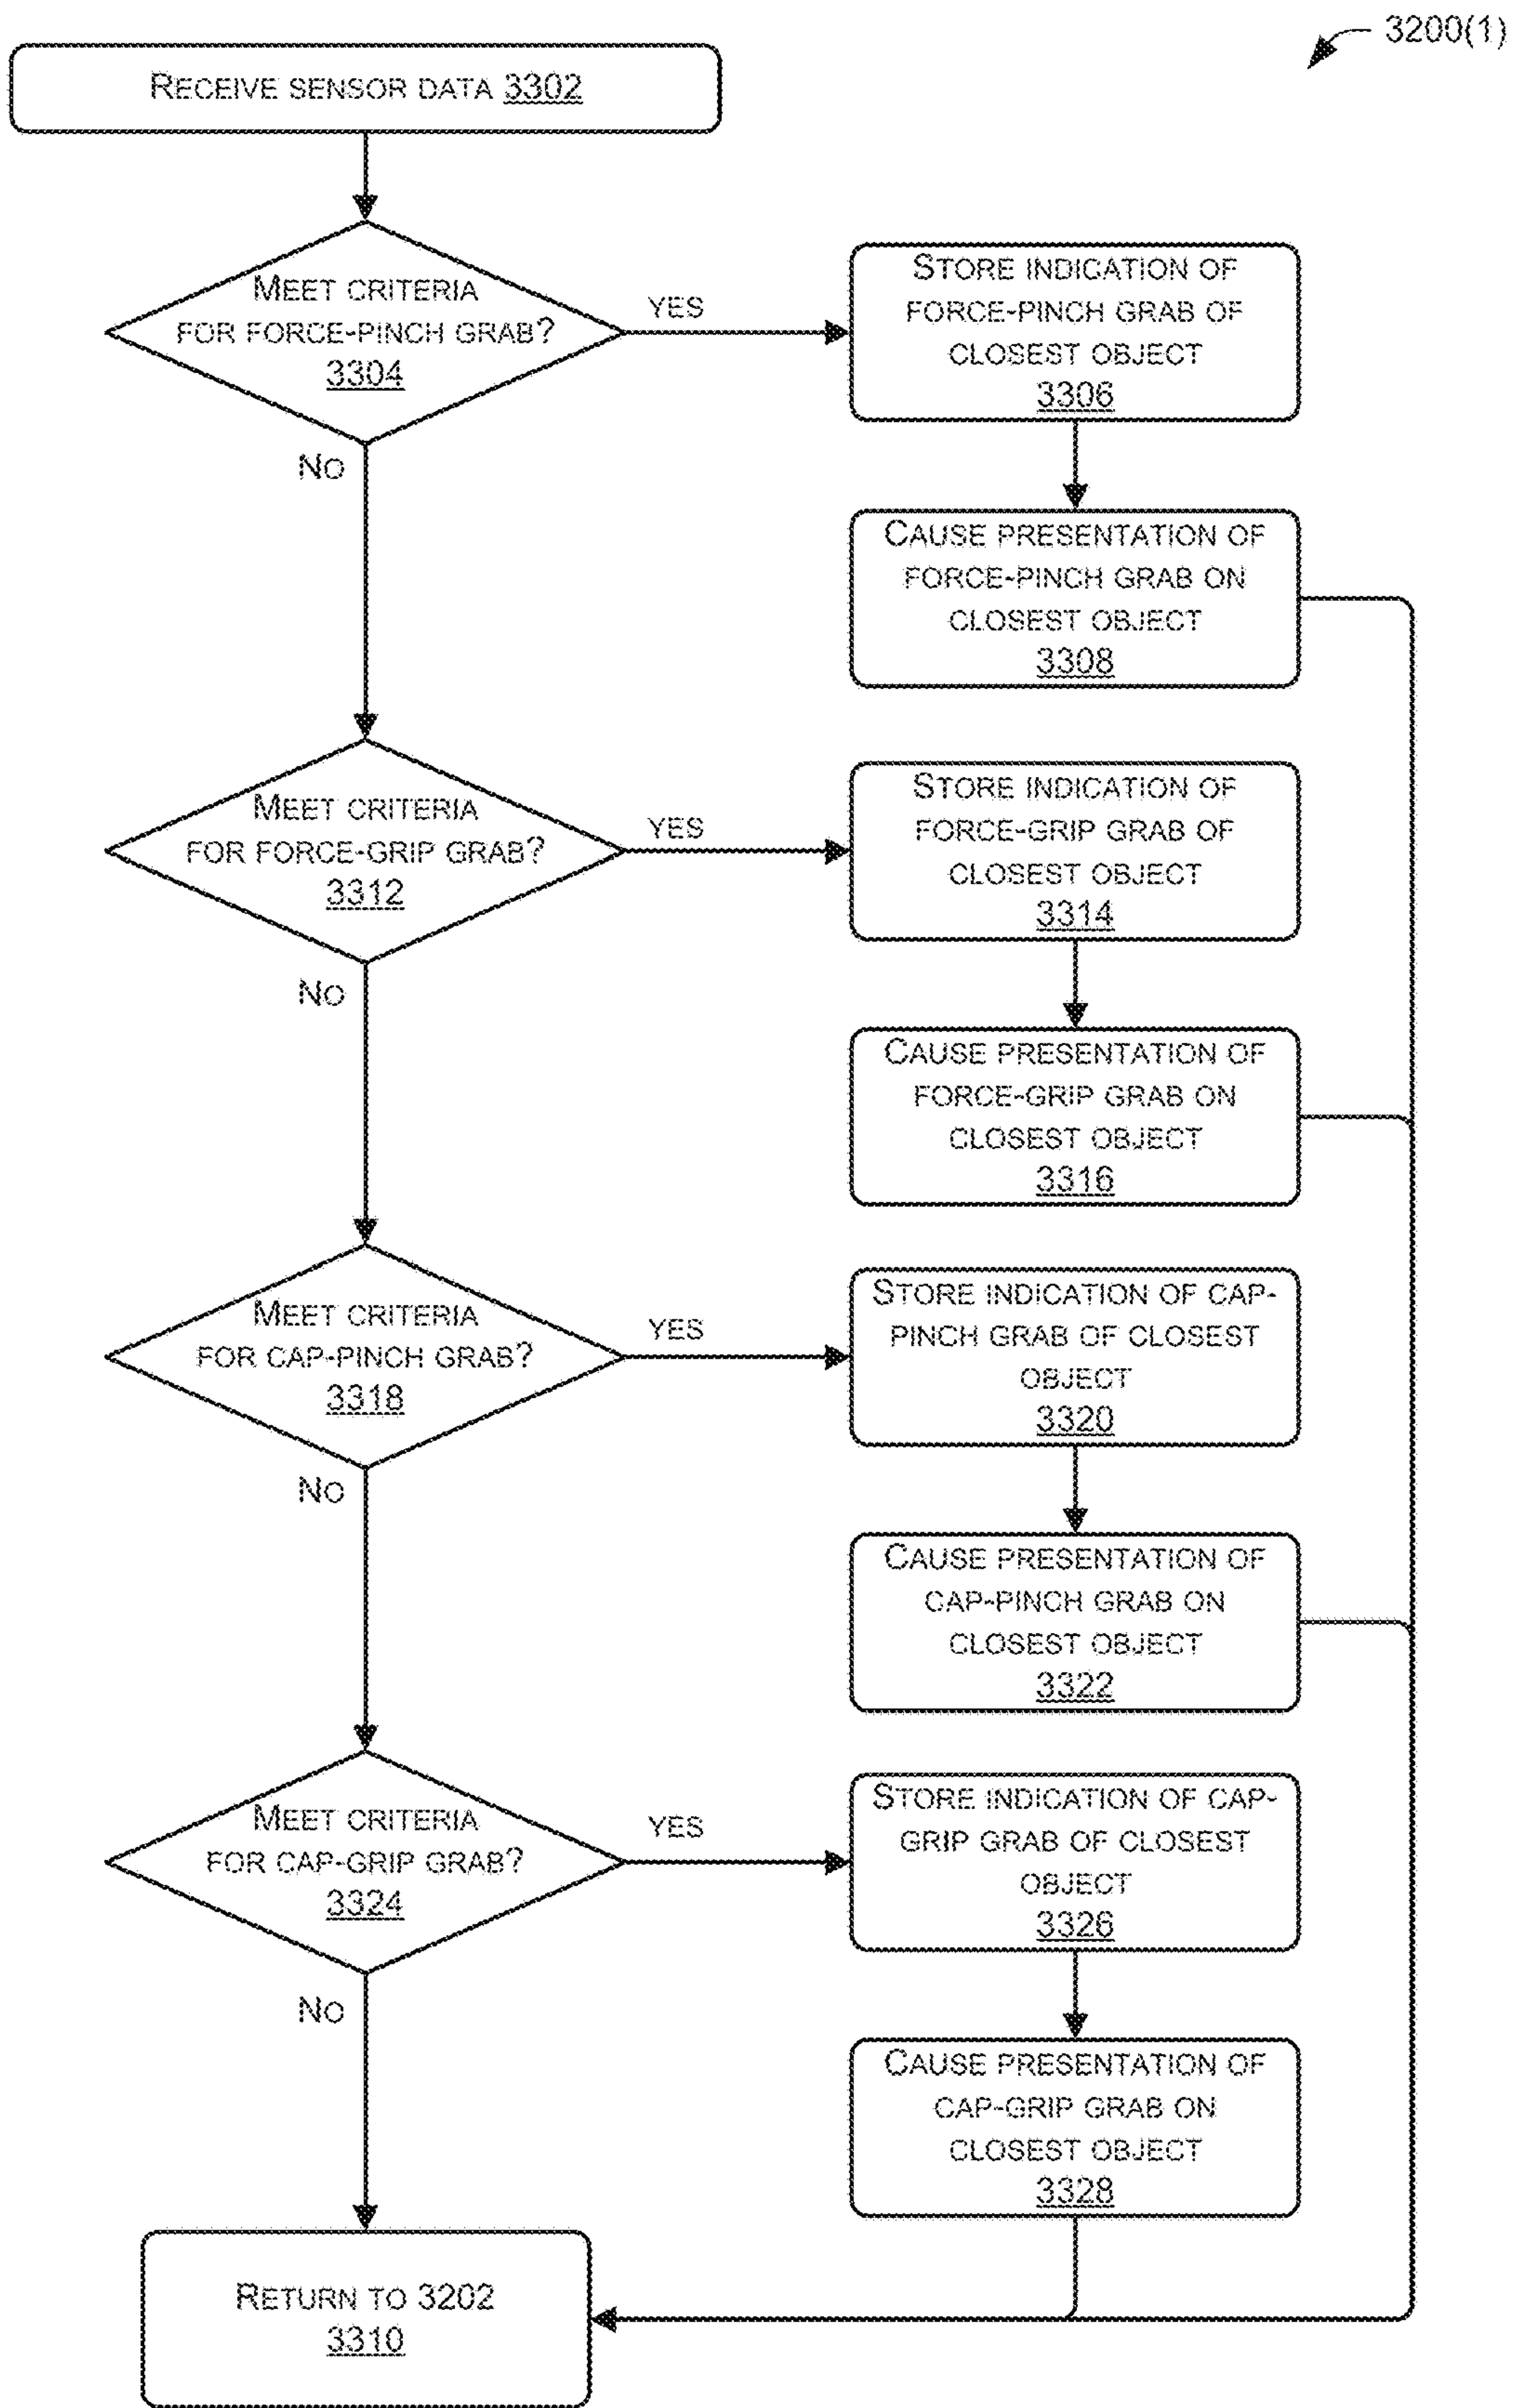 3200(1)
RECEIVE SENSOR DATA 3302
MEET CRITERIA
FOR FORCE-PINCH GRAB?
3304
YES
NO
STORE INDICATION OF
FORCE-PINCH GRAB OF
CLOSEST OBJECT
3306
CAUSE PRESENTATION OF
FORCE-PINCH GRAB ON
CLOSEST OBJECT
3308
MEET CRITERIA
FOR FORCE-GRIP GRAB?
3312
YES
NO
STORE INDICATION OF
FORCE-GRIP GRAB OF
CLOSEST OBJECT
3314
CAUSE PRESENTATION OF
FORCE-GRIP GRAB ON
CLOSEST OBJECT
3316
MEET CRITERIA
FOR CAP-PINCH GRAB?
3318
YES
NO
STORE INDICATION OF CAP-
PINCH GRAB OF CLOSEST
OBJECT
3320
CAUSE PRESENTATION OF
CAP-PINCH GRAB ON
CLOSEST OBJECT
3322
MEET CRITERIA
FOR CAP-GRIP GRAB?
3324
YES
NO
STORE INDICATION OF CAP-
GRIP GRAB OF CLOSEST
OBJECT
3326
CAUSE PRESENTATION OF
CAP-GRIP GRAB ON
CLOSEST OBJECT
3328
RETURN TO 3202
3310